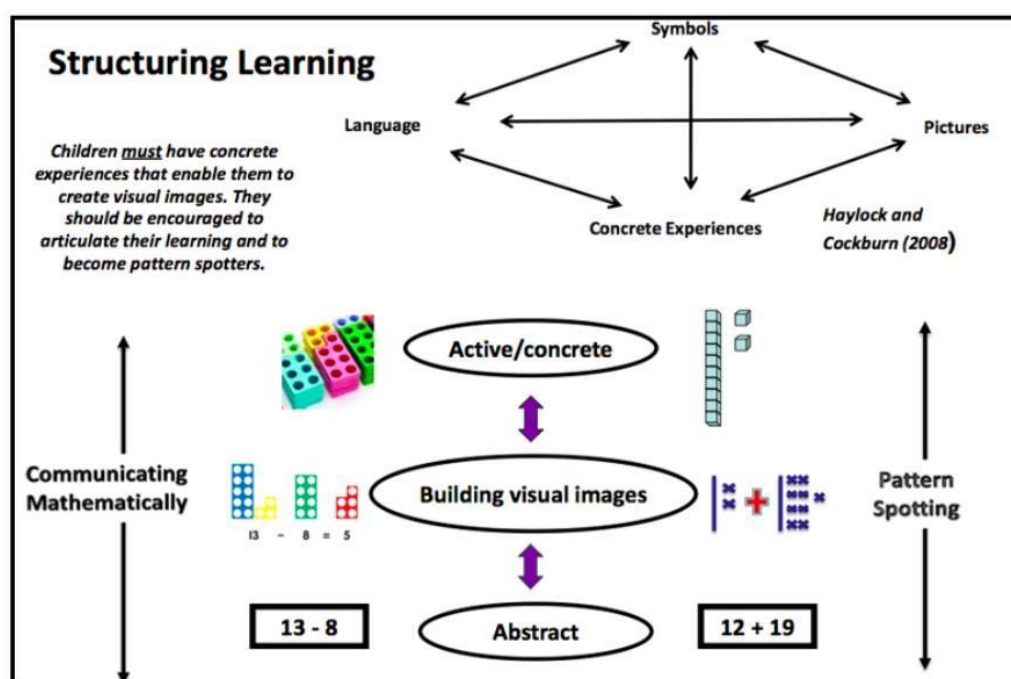 Structuring Learning
Children must have concrete
experiences that enable them to
create visual images. They
should be encouraged to
articulate their learning and to
become pattern spotters.
Symbols
Language
Pictures
Concrete Experiences
Haylock and
Cockburn (2008)
Active/concrete
Communicating
Mathematically
Building visual images
13 - 8 = 5
+
Pattern
Spotting
13 - 8
Abstract
12 + 19